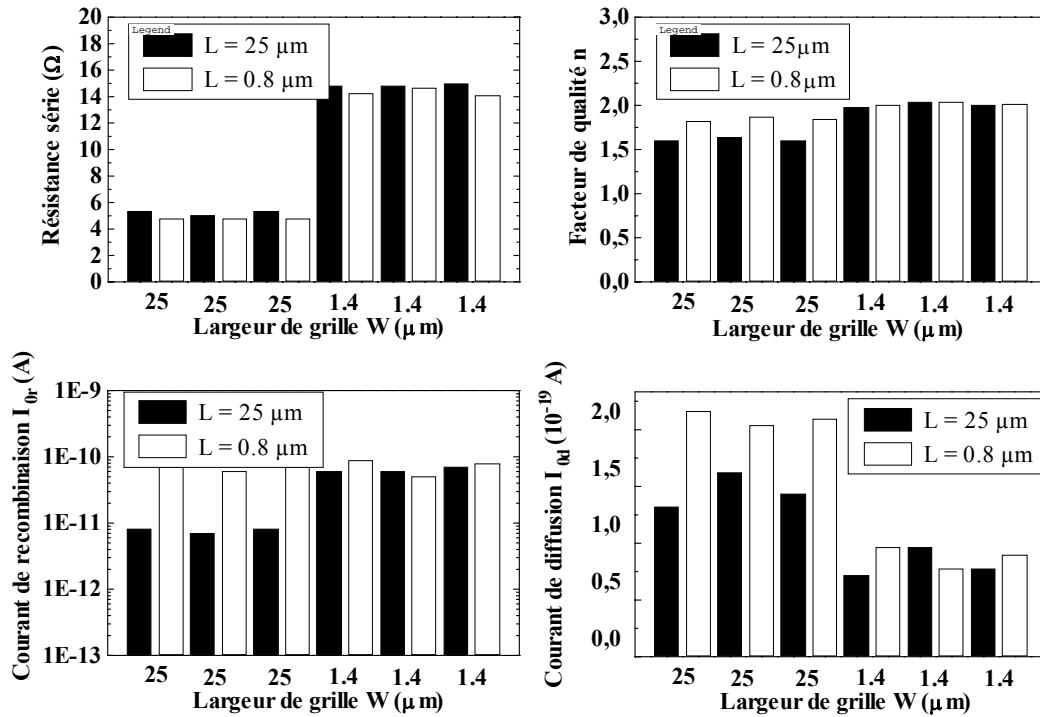 Résistance série (Ω)
20
18
16
14
12
10
8
6
4
2
0
Legend
L = 25 µm
L = 0.8 µm
25 25 25 1.4 1.4 1.4
Largeur de grille W (µm)
Facteur de qualité n
3,0
2,5
2,0
1,5
1,0
0,5
0,0
Legend
L = 25µm
L = 0.8µm
25 25 25 1.4 1.4 1.4
Largeur de grille W (µm)
Courant de recombinaison I0r (A)
1E-9
1E-10
1E-11
1E-12
1E-13
L = 25 µm
L = 0.8 µm
25 25 25 1.4 1.4 1.4
Largeur de grille W (µm)
Courant de diffusion I0d (10-19 A)
2,0
1,5
1,0
0,5
0,0
L = 25 µm
L = 0.8 µm
25 25 25 1.4 1.4 1.4
Largeur de grille W (µm)